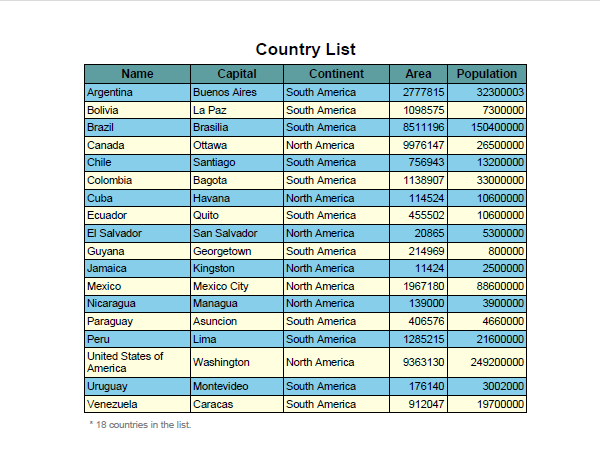 Country List
Name Capital Continent Area Population
Argentina Buenos Aires South America 2777815 32300003
Bolivia La Paz South America 1098575 7300000
Brazil Brasilia South America 8511196 150400000
Canada Ottawa North America 9976147 26500000
Chile Santiago South America 756943 13200000
Colombia Bagota South America 1138907 33000000
Cuba Havana North America 114524 10600000
Ecuador Quito South America 455502 10600000
El Salvador San Salvador North America 20865 5300000
Guyana Georgetown South America 214969 800000
Jamaica Kingston North America 11424 2500000
Mexico Mexico City North America 1967180 88600000
Nicaragua Managua North America 139000 3900000
Paraguay Asuncion South America 406576 4660000
Peru Lima South America 1285215 21600000
United States of
America Washington North America 9363130 249200000
Uruguay Montevideo South America 176140 3002000
Venezuela Caracas South America 912047 19700000
* 18 countries in the list.